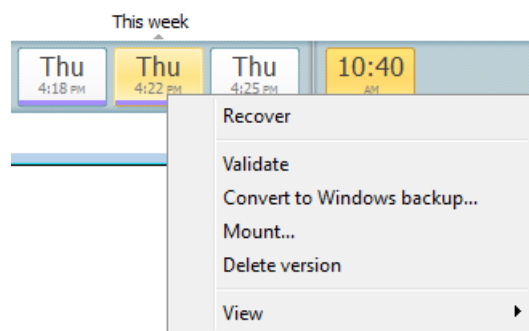 This week
Thu Thu Thu 10:40
4:18 PM 4:22 PM 4:25 PM AM
Recover
Validate
Convert to Windows backup...
Mount...
Delete version
View